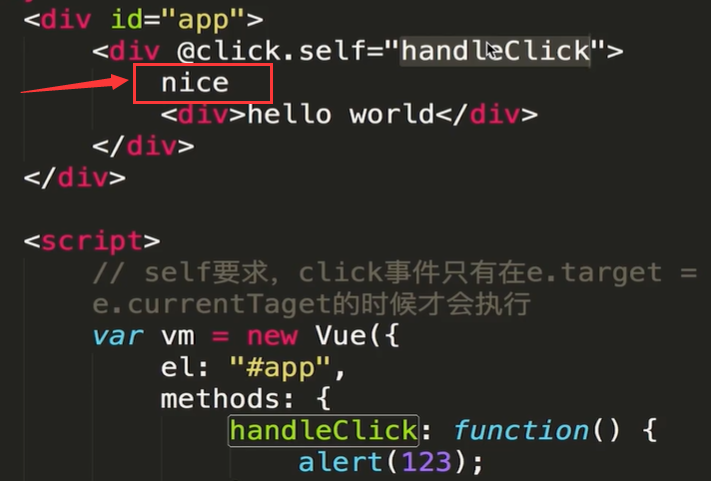 <div id="app">
<div @click.self="handleClick">
nice
<div>hello world</div>
</div>
</div>
<script>
// self要求，click事件只有在e.target =
e.currentTaget的时候才会执行
var vm = new Vue({
el: "#app",
methods: {
handleClick: function() {
alert(123);